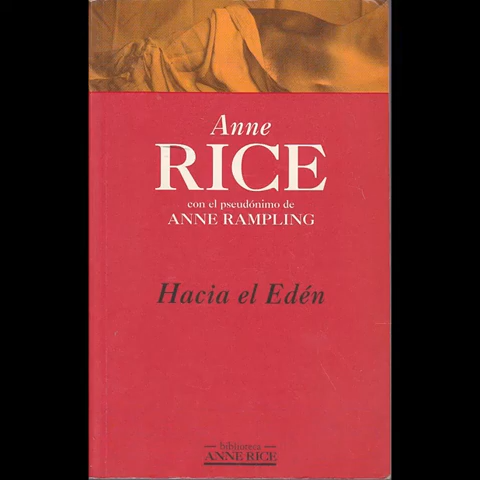 Anne
RICE
con el pseudónimo de
ANNE RAMPLING
Hacia el Edén
biblioteca
ANNE RICE